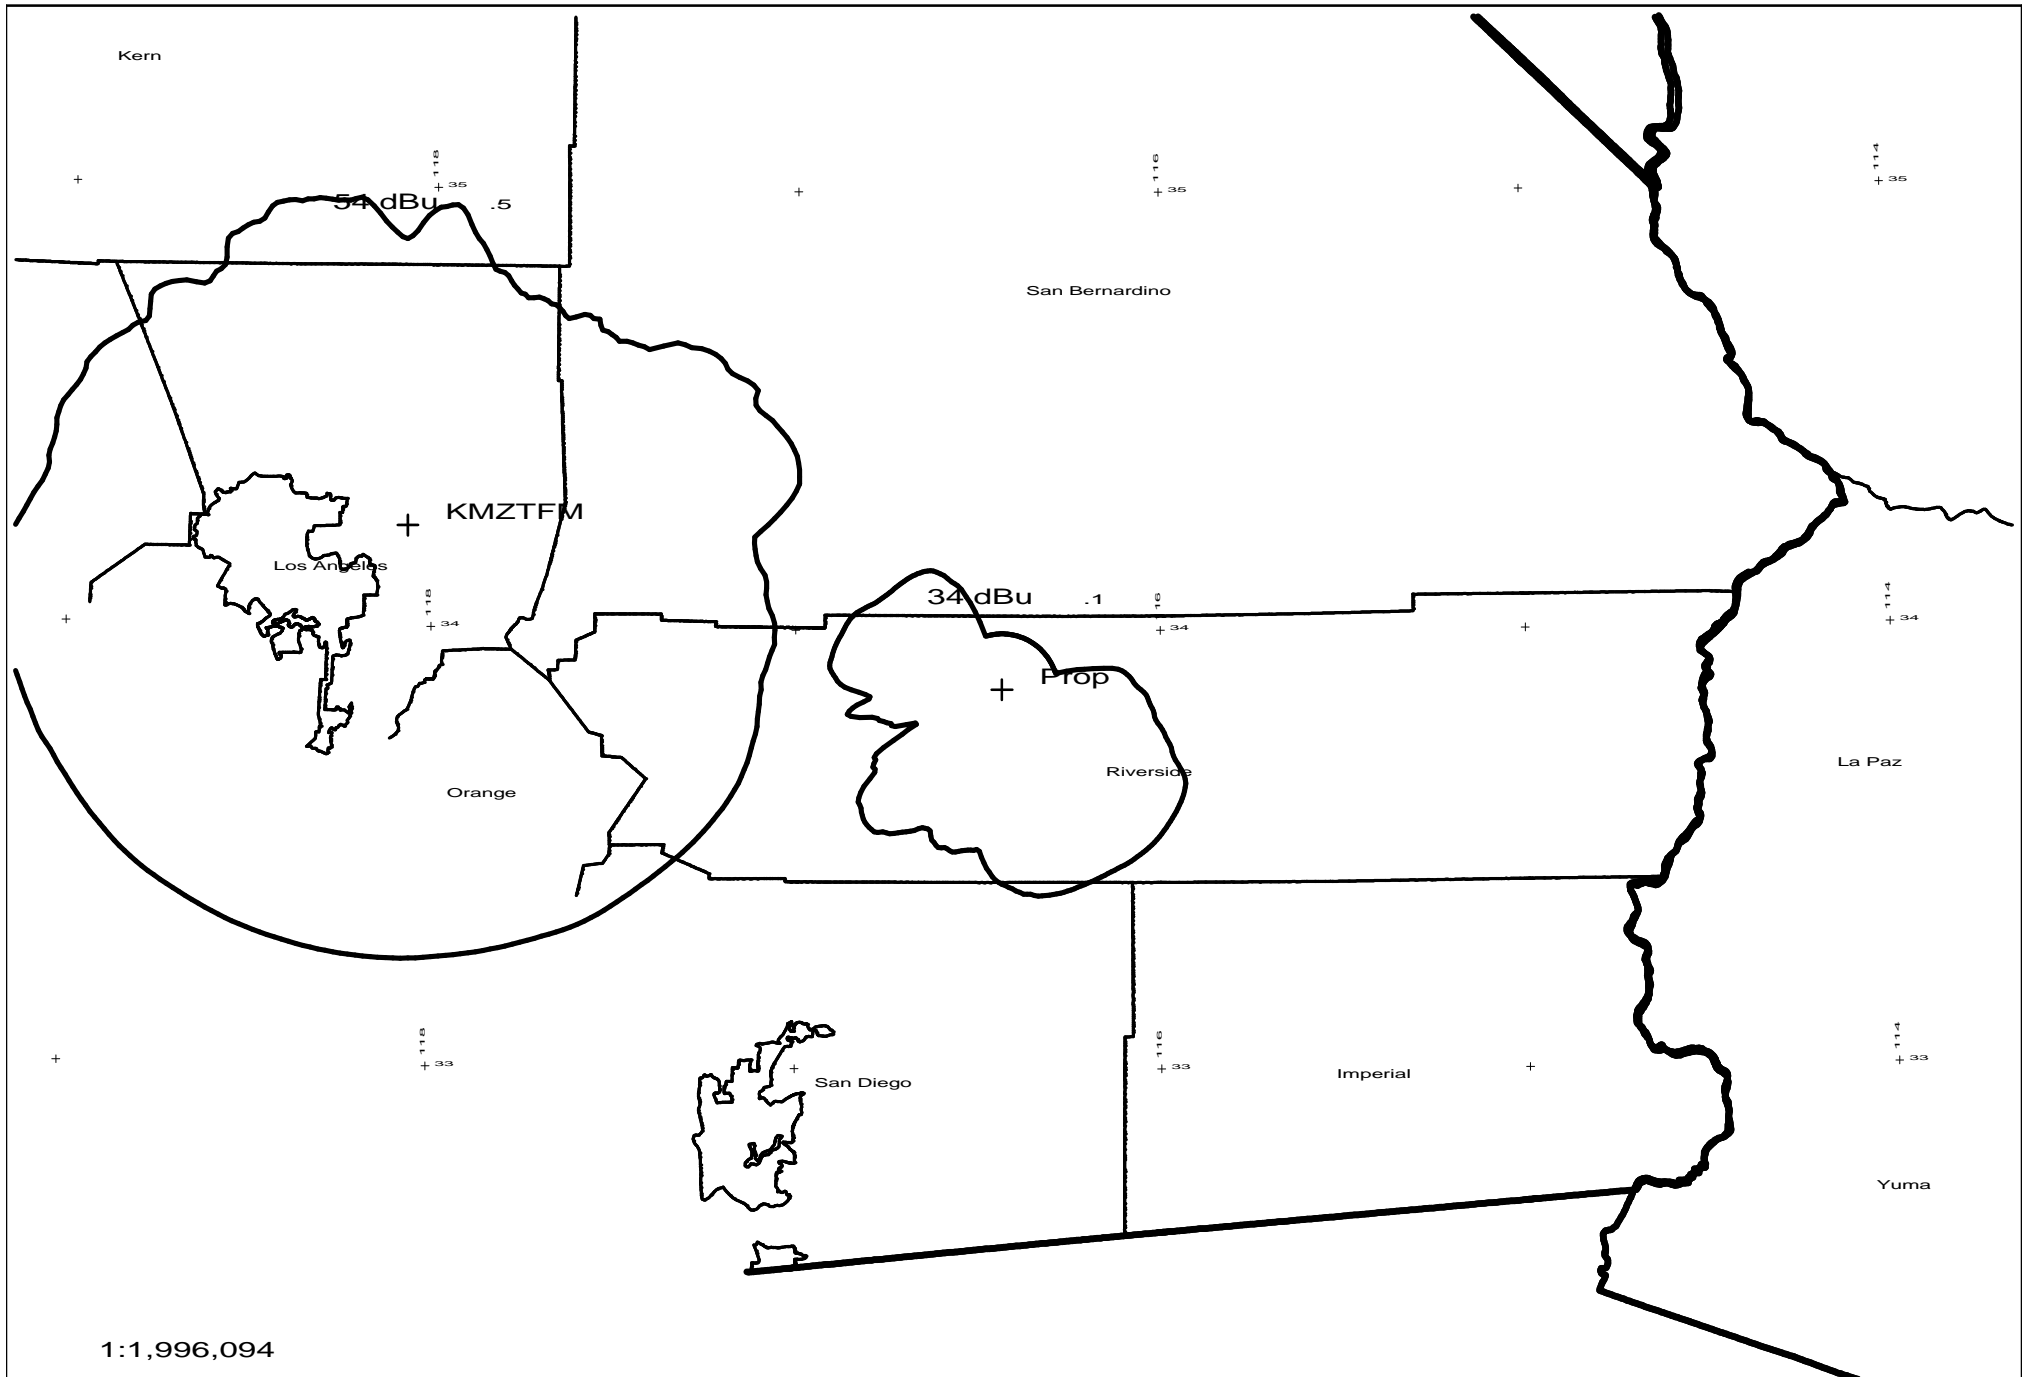 Kern
118
35
116
35
114
35
54 dBu .5
San Bernardino
KMZTFM
Los Angeles
118
34
34 dBu .1
116
34
114
34
Prop
Riverside
La Paz
Orange
118
33
116
33
114
33
San Diego
Imperial
Yuma
1:1,996,094